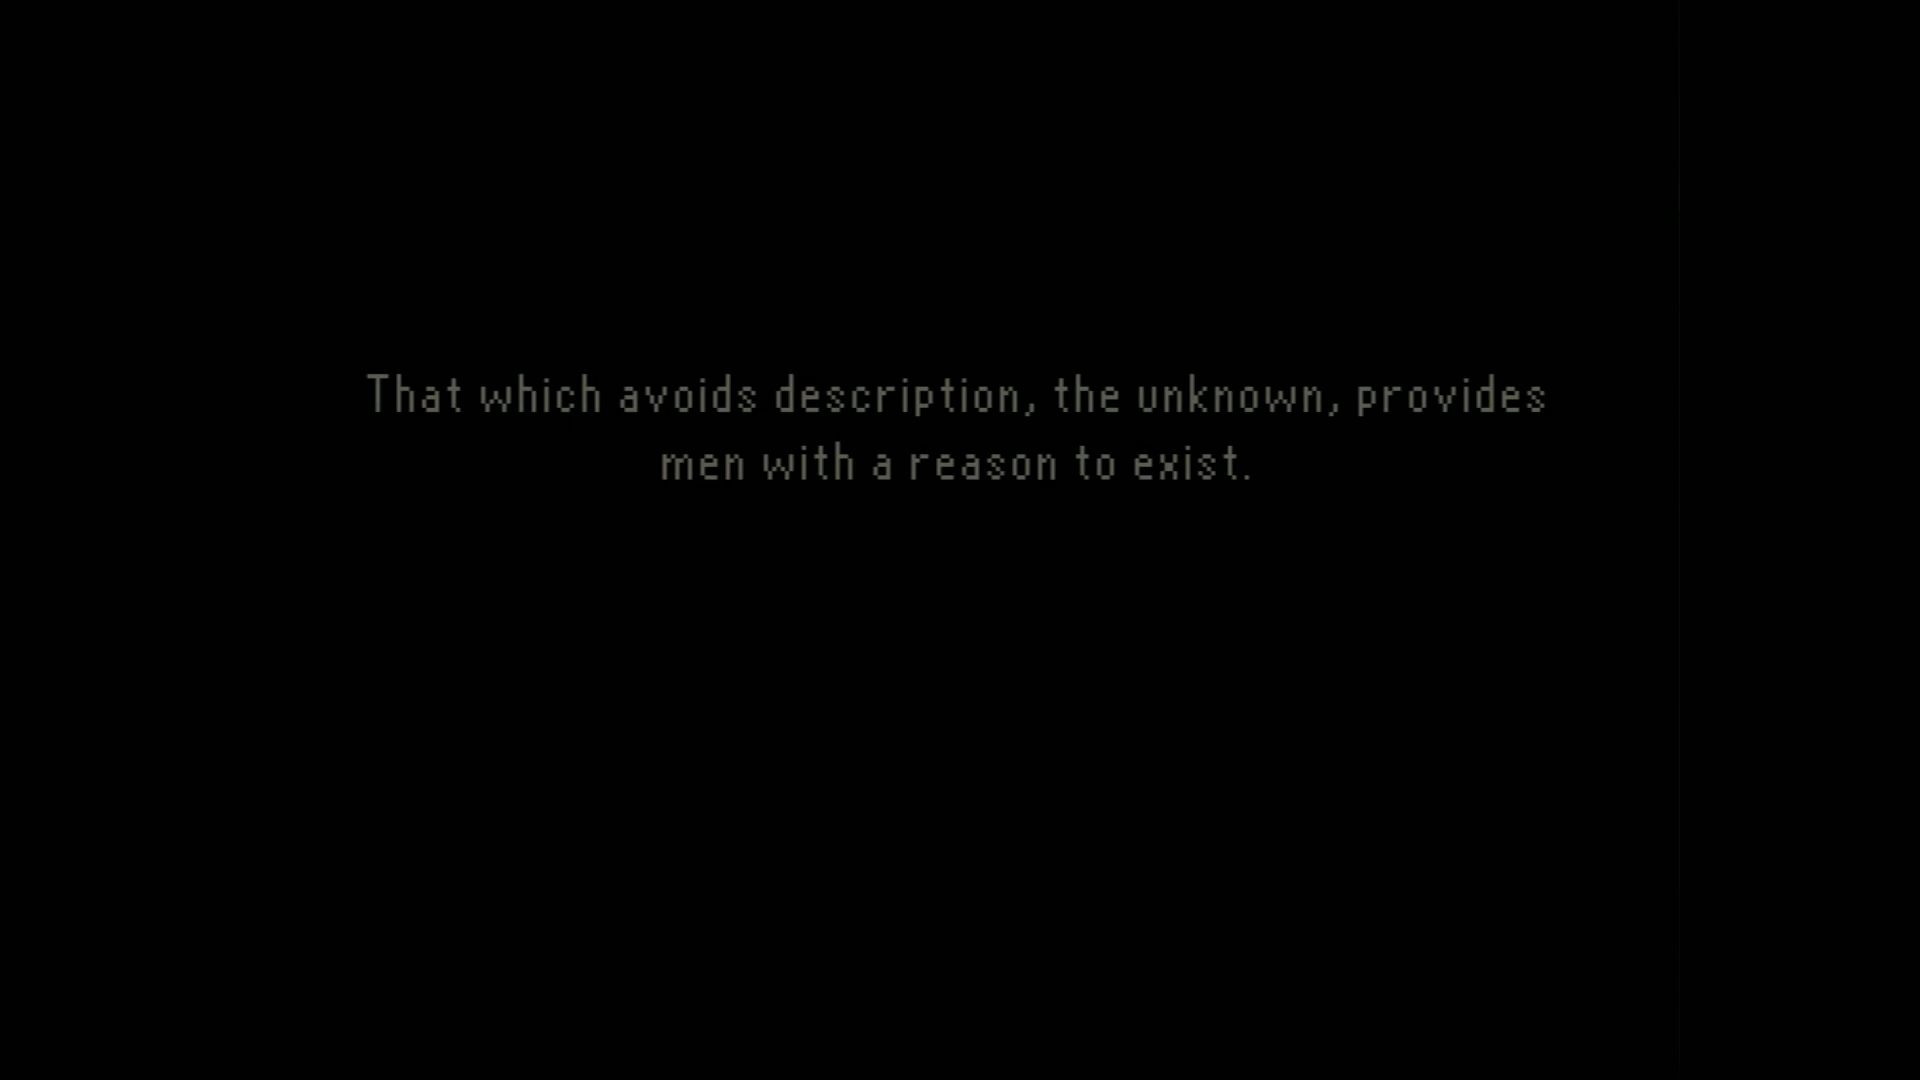 That which avoids description, the unknown, provides
men with a reason to exist.